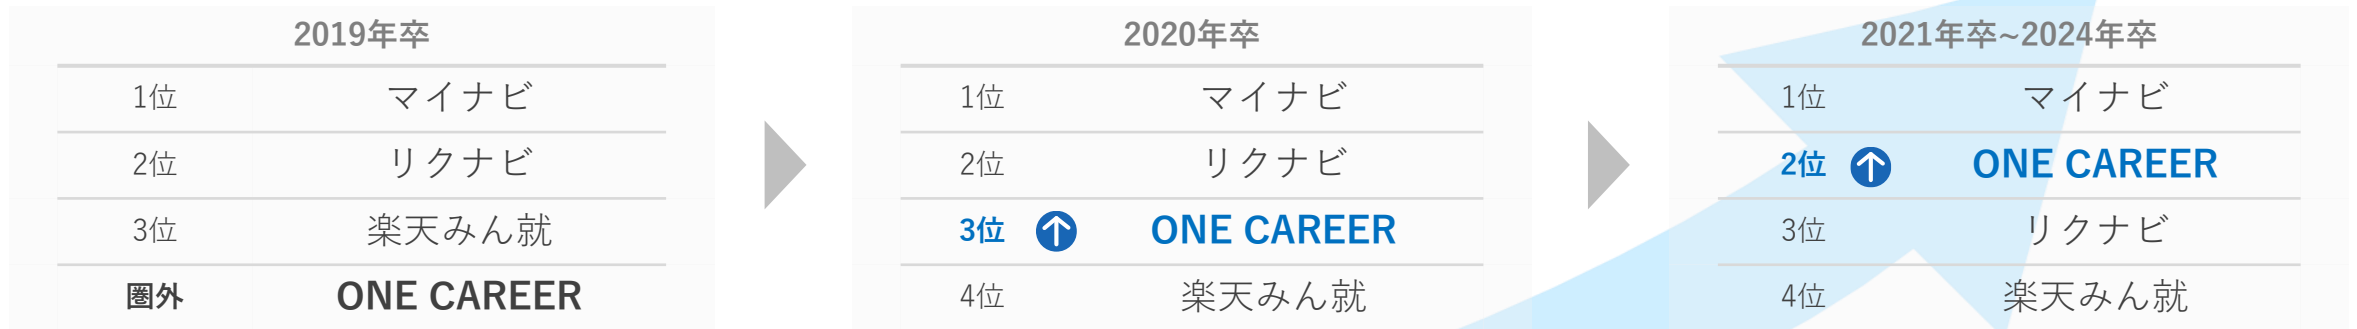 2019年卒
1位 マイナビ
2位 リクナビ
3位 楽天みん就
圏外 ONE CAREER
2020年卒
1位 マイナビ
2位 リクナビ
3位 ONE CAREER
4位 楽天みん就
2021年卒~2024年卒
1位 マイナビ
2位 ONE CAREER
3位 リクナビ
4位 楽天みん就